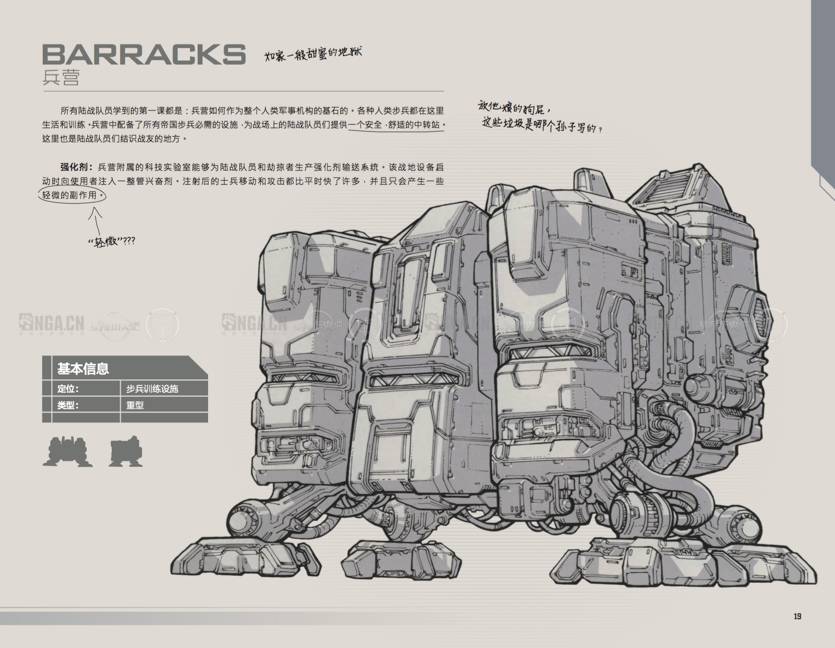 BARRACKS
如家一般甜蜜的地狱
兵营
所有陆战队员学到的第一课都是：兵营如何作为整个人类军事机构的基石的。各种人类步兵都在这里
生活和训练。兵营中配备了所有帝国步兵必需的设施，为战场上的陆战队员们提供一个安全、舒适的中转站。
这里也是陆战队员们结识战友的地方。
放他娘的狗屁，
这些垃圾是哪个孙子写的？
强化剂：兵营附属的科技实验室能够为陆战队员和劫掠者生产强化剂输送系统。该战地设备启
动时向使用者注入一整管兴奋剂。注射后的士兵移动和攻击都比平时快了许多，并且只会产生一些
轻微的副作用。
“轻微”???
NGA.CN
NGA.CN
NGA.CN
基本信息
定位： 步兵训练设施
类型： 重型
19